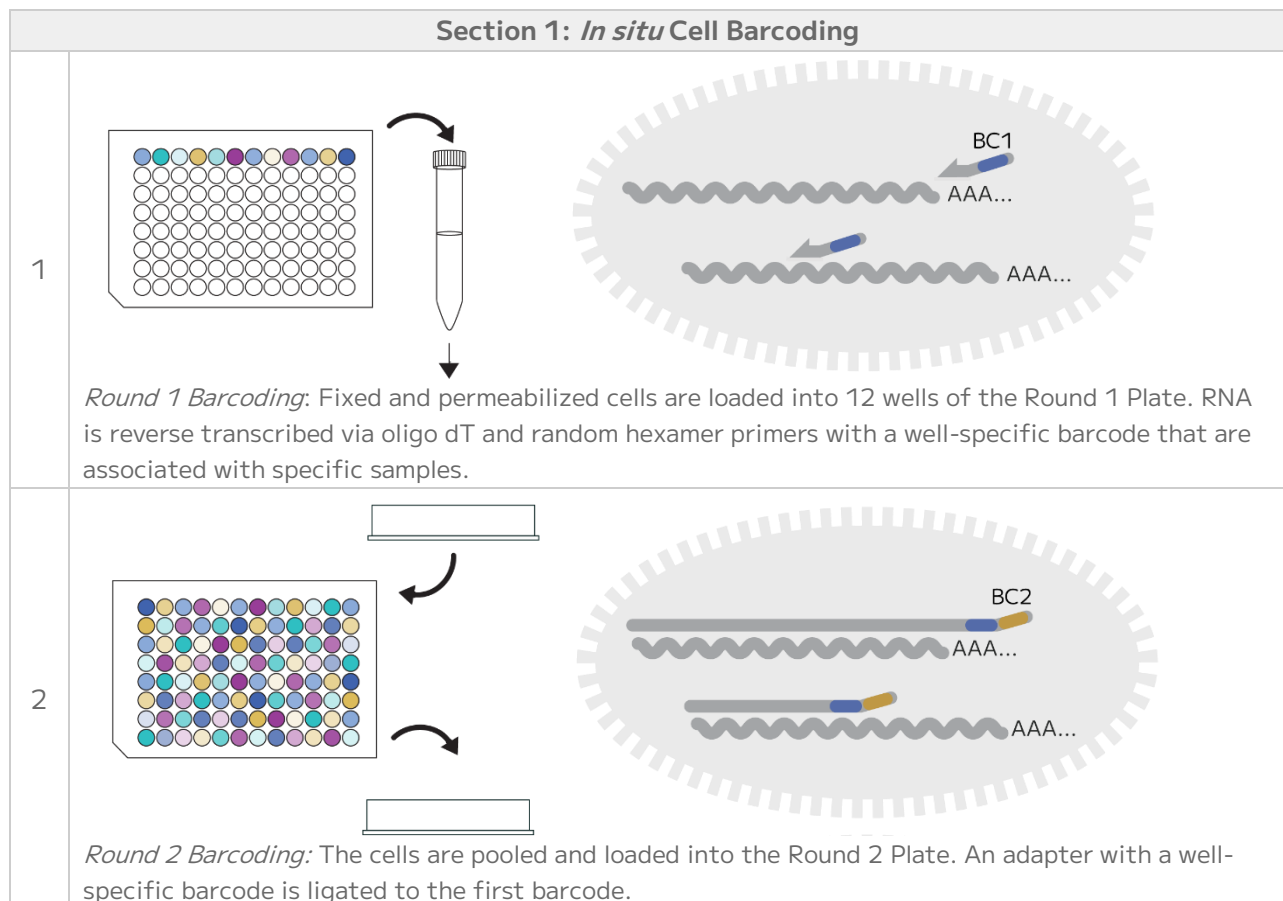 Section 1: In situ Cell Barcoding
1
BC1
AAA...
AAA...
Round 1 Barcoding: Fixed and permeabilized cells are loaded into 12 wells of the Round 1 Plate. RNA
is reverse transcribed via oligo dT and random hexamer primers with a well-specific barcode that are
associated with specific samples.
2
BC2
AAA...
AAA...
Round 2 Barcoding: The cells are pooled and loaded into the Round 2 Plate. An adapter with a well-
specific barcode is ligated to the first barcode.